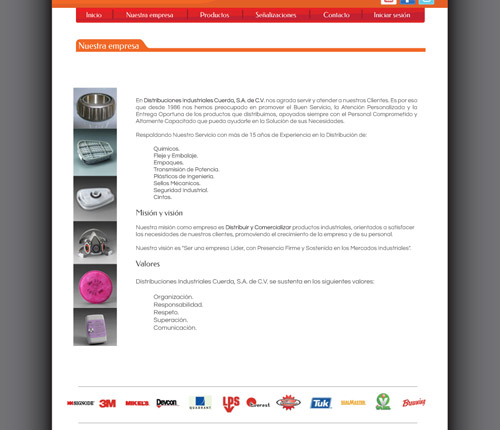 Inicio Nuestra empresa Productos Señalizaciones Contacto Iniciar sesión
Nuestra empresa
En Distribuciones Industriales Cuerda, S.A. de C.V. nos agrada servir y atender a nuestros Clientes. Es por eso
que desde 1986 nos hemos preocupado en promover el Buen Servicio, la Atención Personalizada y la
Entrega Oportuna de los productos que distribuimos, apoyados siempre con el Personal Comprometido y
Altamente Capacitado que pueda ayudarle en la Solución de sus Necesidades.
Respaldando Nuestro Servicio con más de 15 años de Experiencia en la Distribución de:
Químicos.
Fleje y Embalaje.
Empaques.
Transmisión de Potencia.
Plásticos de Ingeniería.
Sellos Mecánicos.
Seguridad Industrial.
Cintas.
Misión y visión
Nuestra misión como empresa es Distribuir y Comercializar productos industriales, orientados a satisfacer
las necesidades de nuestros clientes, promoviendo el crecimiento de la empresa y de su personal.
Nuestra visión es "Ser una empresa Líder, con Presencia Firme y Sostenida en los Mercados Industriales".
Valores
Distribuciones Industriales Cuerda, S.A. de C.V. se sustenta en los siguientes valores:
Organización.
Responsabilidad.
Respeto.
Superación.
Comunicación.
SIGNODE 3M MIKELS Devcon QUADRANT LPS Everest Tuk SEALMASTER Browning